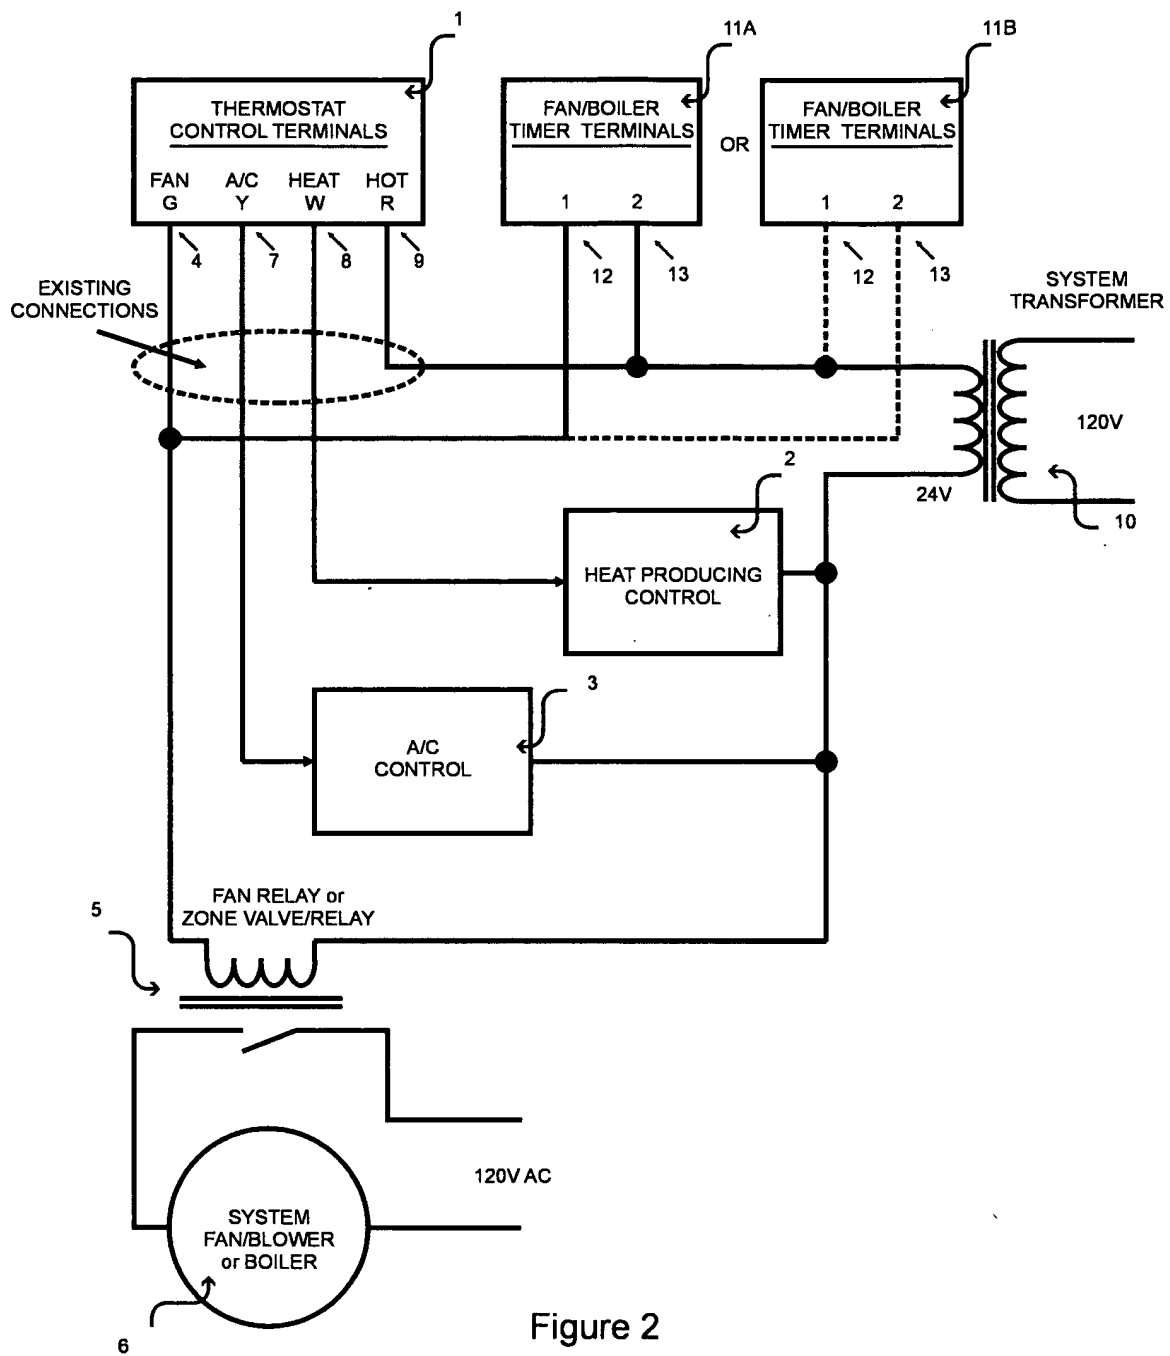 1
11A
11B
THERMOSTAT
CONTROL TERMINALS
FAN A/C HEAT HOT
G Y W R
FAN/BOILER
TIMER TERMINALS
1 2
OR
FAN/BOILER
TIMER TERMINALS
1 2
4 7 8 9
12 13
12 13
EXISTING
CONNECTIONS
SYSTEM
TRANSFORMER
120V
24V
10
2
HEAT PRODUCING
CONTROL
3
A/C
CONTROL
FAN RELAY or
ZONE VALVE/RELAY
5
120V AC
SYSTEM
FAN/BLOWER
or BOILER
6
Figure 2